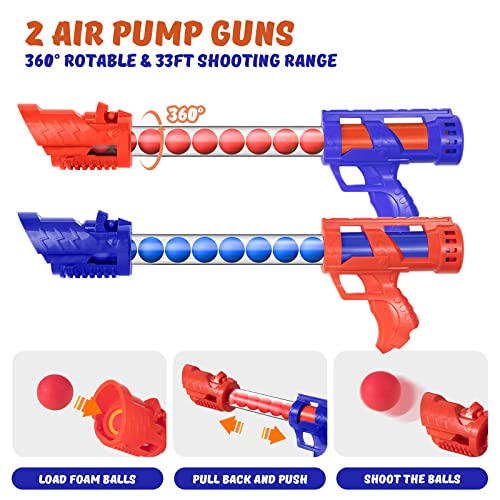 2 AIR PUMP GUNS
360° ROTABLE & 33FT SHOOTING RANGE
360°
LOAD FOAM BALLS
PULL BACK AND PUSH
SHOOT THE BALLS